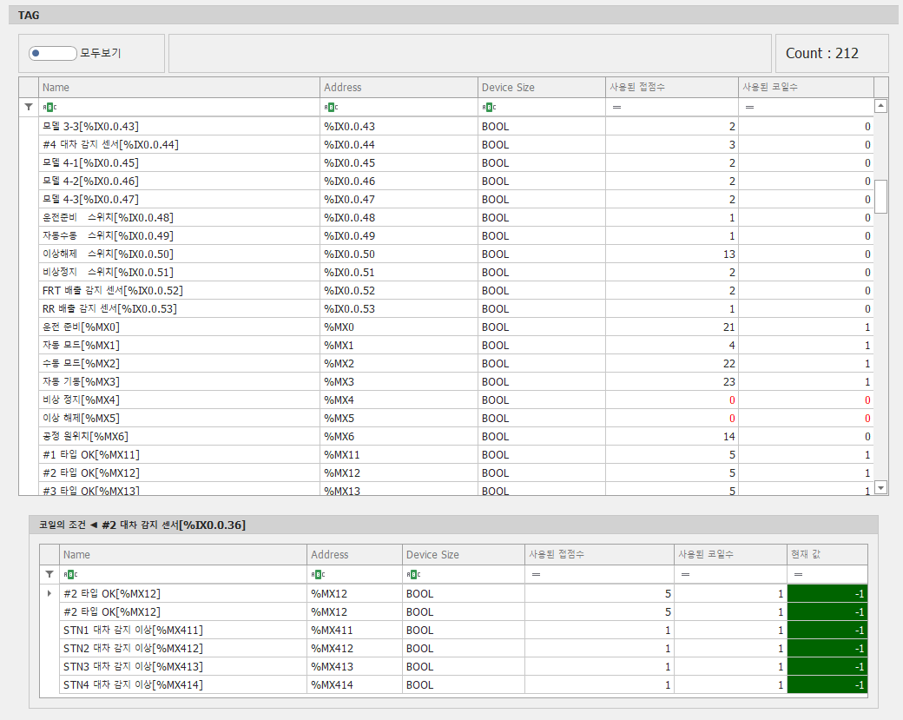 TAG
모두보기 Count : 212
Name Address Device Size 사용된 접점수 사용된 코일수
ABC ABC ABC = =
모델 3-3[%IX0.0.43] %IX0.0.43 BOOL 2 0
#4 대차 감지 센서[%IX0.0.44] %IX0.0.44 BOOL 3 0
모델 4-1[%IX0.0.45] %IX0.0.45 BOOL 2 0
모델 4-2[%IX0.0.46] %IX0.0.46 BOOL 2 0
모델 4-3[%IX0.0.47] %IX0.0.47 BOOL 2 0
운전준비 스위치[%IX0.0.48] %IX0.0.48 BOOL 1 0
자동수동 스위치[%IX0.0.49] %IX0.0.49 BOOL 1 0
이상해제 스위치[%IX0.0.50] %IX0.0.50 BOOL 13 0
비상정지 스위치[%IX0.0.51] %IX0.0.51 BOOL 2 0
FRT 배출 감지 센서[%IX0.0.52] %IX0.0.52 BOOL 2 0
RR 배출 감지 센서[%IX0.0.53] %IX0.0.53 BOOL 1 0
운전 준비[%MX0] %MX0 BOOL 21 1
자동 모드[%MX1] %MX1 BOOL 4 1
수동 모드[%MX2] %MX2 BOOL 22 1
자동 기동[%MX3] %MX3 BOOL 23 1
비상 정지[%MX4] %MX4 BOOL 0 0
이상 해제[%MX5] %MX5 BOOL 0 0
공정 원위치[%MX6] %MX6 BOOL 14 0
#1 타입 OK[%MX11] %MX11 BOOL 5 1
#2 타입 OK[%MX12] %MX12 BOOL 5 1
#3 타입 OK[%MX13] %MX13 BOOL 5 1
코일의 조건 ◀ #2 대차 감지 센서[%IX0.0.36]
Name Address Device Size 사용된 접점수 사용된 코일수 현재 값
ABC ABC ABC = = =
#2 타입 OK[%MX12] %MX12 BOOL 5 1 -1
#2 타입 OK[%MX12] %MX12 BOOL 5 1 -1
STN1 대차 감지 이상[%MX411] %MX411 BOOL 1 1 -1
STN2 대차 감지 이상[%MX412] %MX412 BOOL 1 1 -1
STN3 대차 감지 이상[%MX413] %MX413 BOOL 1 1 -1
STN4 대차 감지 이상[%MX414] %MX414 BOOL 1 1 -1